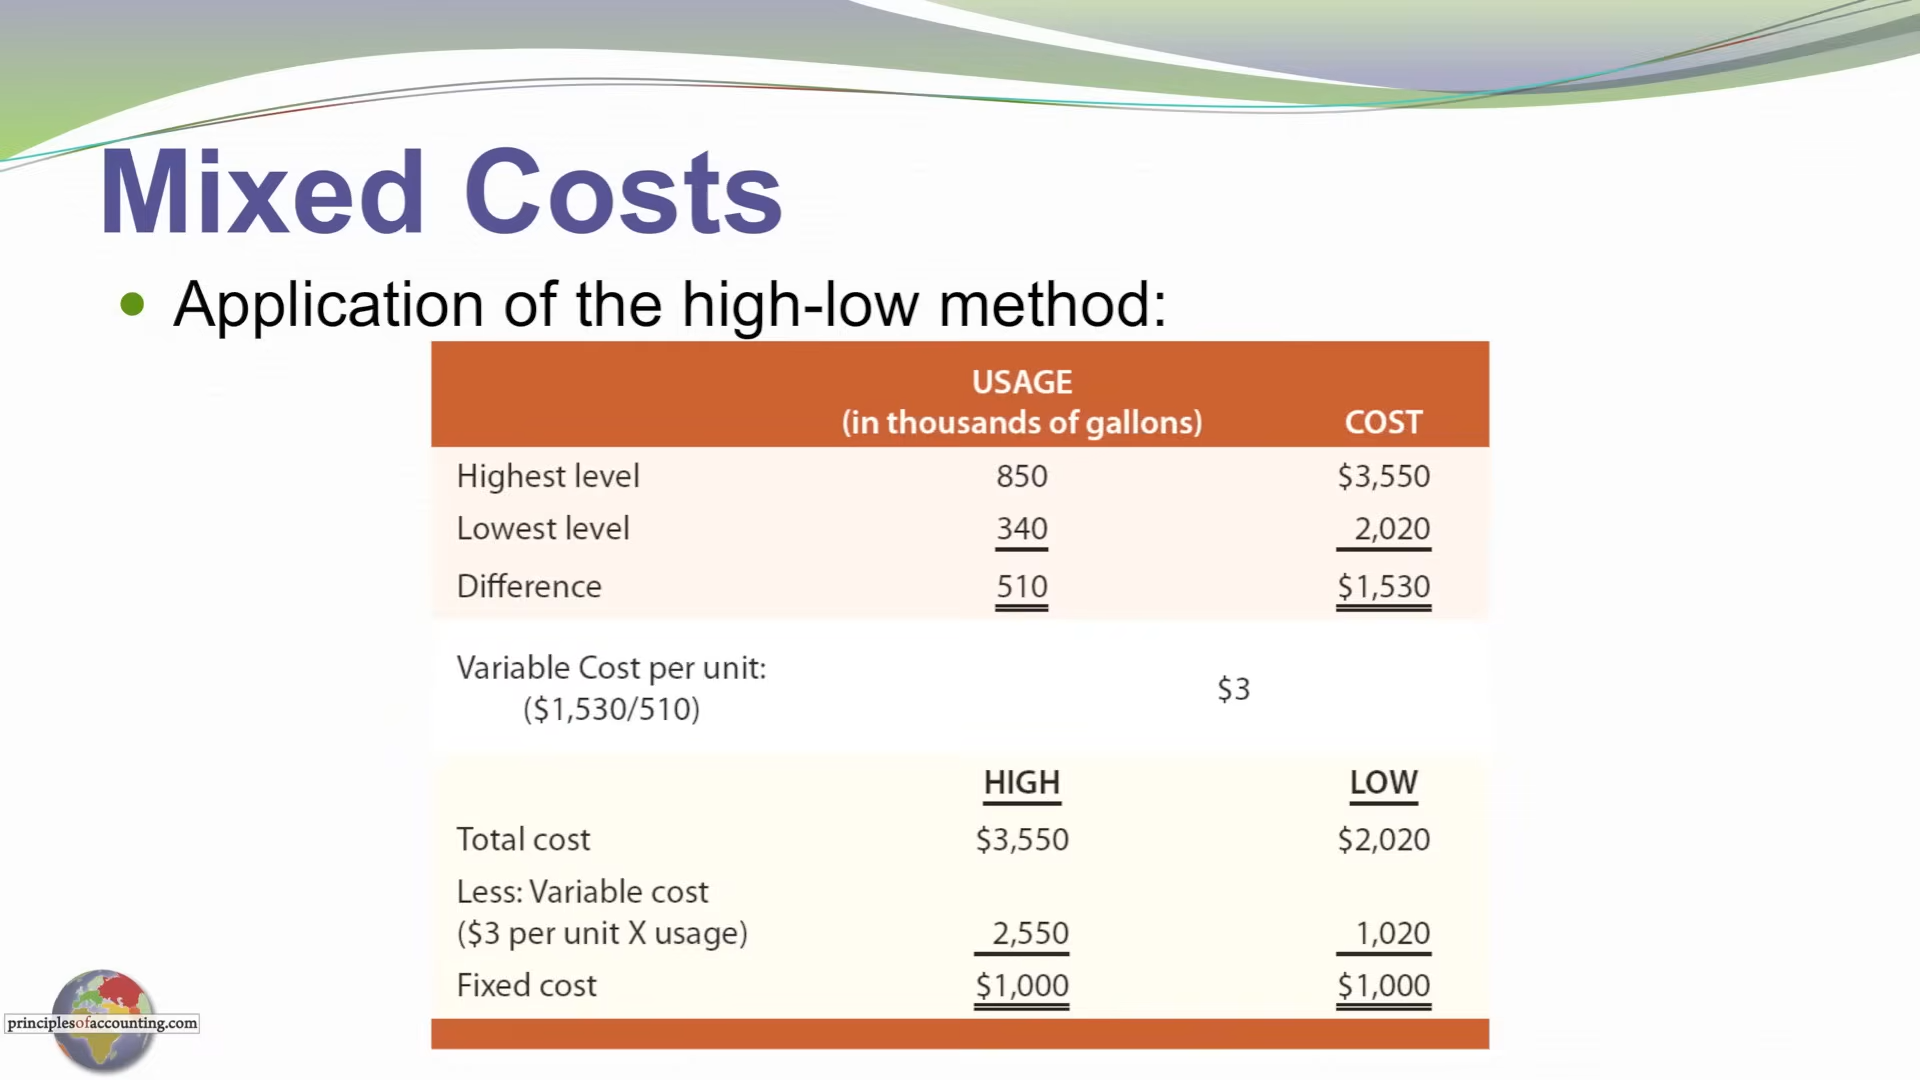 Mixed Costs
• Application of the high-low method:
USAGE
(in thousands of gallons) COST
Highest level 850 $3,550
Lowest level 340 2,020
Difference 510 $1,530
Variable Cost per unit:
($1,530/510) $3
HIGH LOW
Total cost $3,550 $2,020
Less: Variable cost
($3 per unit X usage) 2,550 1,020
Fixed cost $1,000 $1,000
principlesofaccounting.com